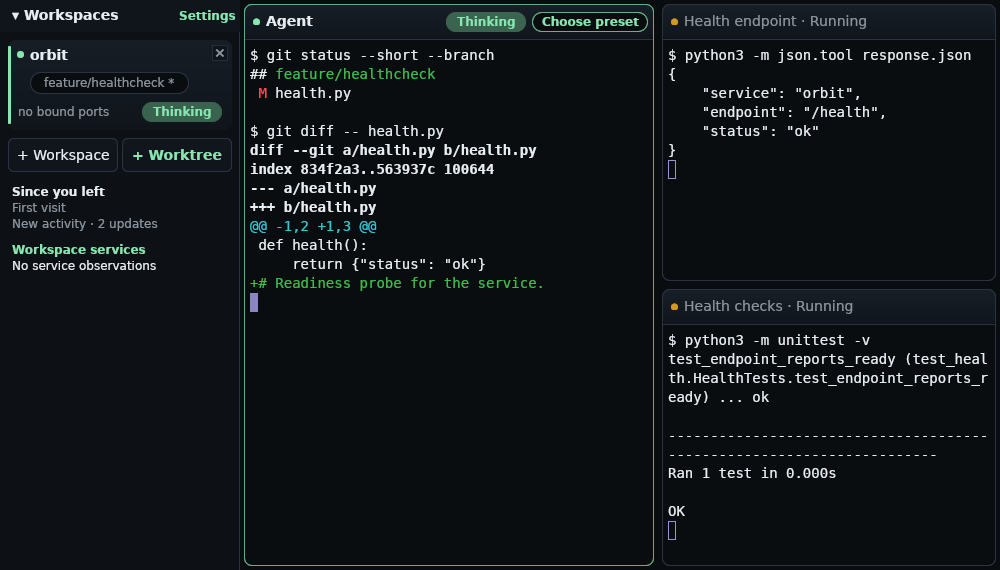 ▾ Workspaces
Settings
orbit
feature/healthcheck *
no bound ports
Thinking
+ Workspace
+ Worktree
Since you left
First visit
New activity · 2 updates
Workspace services
No service observations
Agent
Thinking
Choose preset
$ git status --short --branch
## feature/healthcheck
 M health.py
$ git diff -- health.py
diff --git a/health.py b/health.py
index 834f2a3..563937c 100644
--- a/health.py
+++ b/health.py
@@ -1,2 +1,3 @@
 def health():
     return {"status": "ok"}
+# Readiness probe for the service.
Health endpoint · Running
$ python3 -m json.tool response.json
{
    "service": "orbit",
    "endpoint": "/health",
    "status": "ok"
}
Health checks · Running
$ python3 -m unittest -v
test_endpoint_reports_ready (test_heal
th.HealthTests.test_endpoint_reports_r
eady) ... ok
--------------------------------------
--------------------------------
Ran 1 test in 0.000s
OK